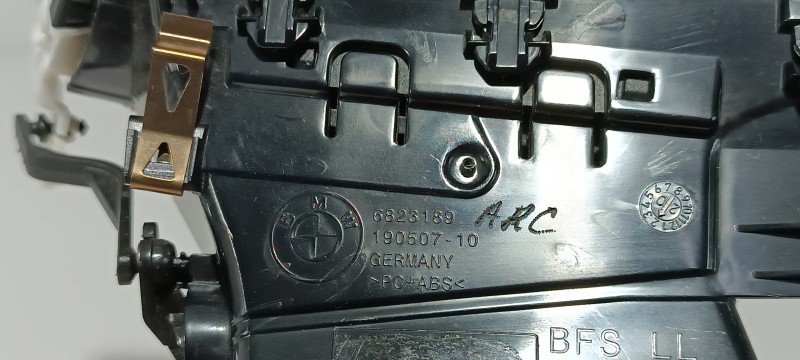 BMW
6823189 ARC
190507-10
GERMANY
>PC#ABS<
BFS LL